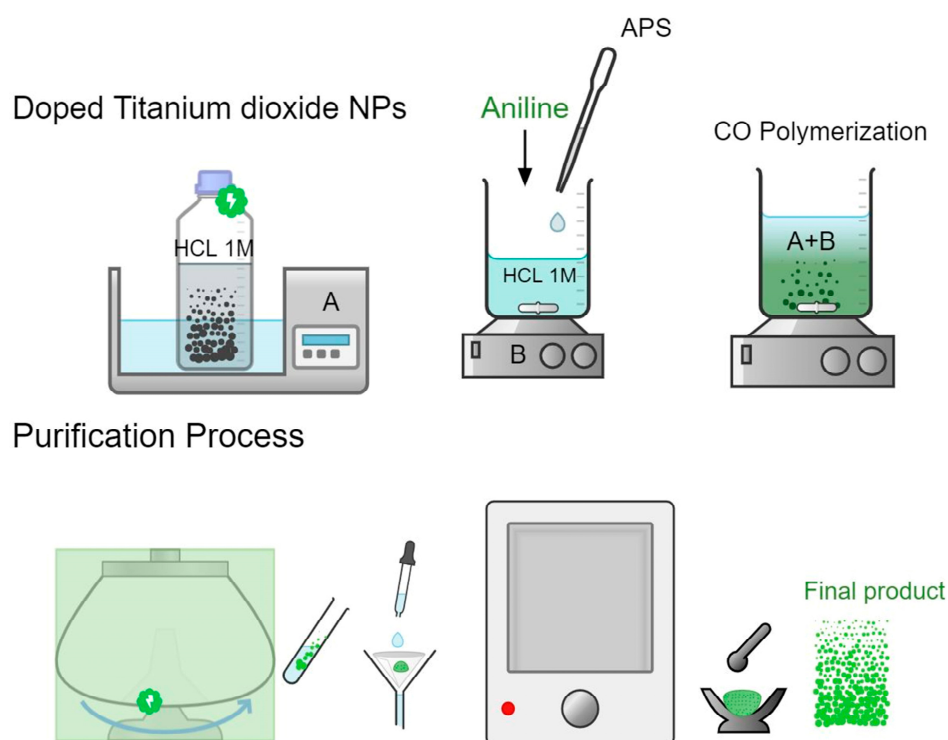 APS
Doped Titanium dioxide NPs
Aniline
CO Polymerization
HCL 1M
A
HCL 1M
B
A+B
Purification Process
Final product